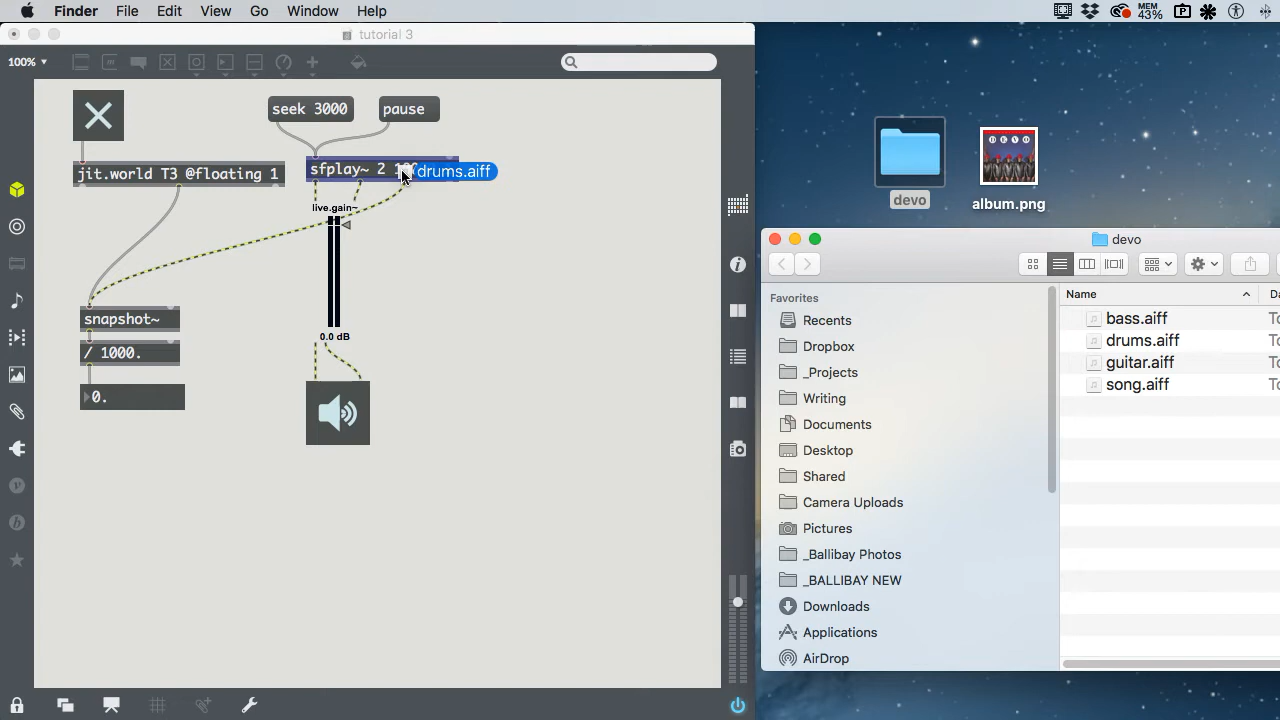 Finder File Edit View Go Window Help
MEM
43%
tutorial 3
100%
seek 3000
pause
jit.world T3 @floating 1
sfplay~ 2
drums.aiff
live.gain~
0.0 dB
snapshot~
/ 1000.
0.
devo
album.png
devo
Favorites
Recents
Dropbox
_Projects
Writing
Documents
Desktop
Shared
Camera Uploads
Pictures
_Ballibay Photos
_BALLIBAY NEW
Downloads
Applications
AirDrop
Name
bass.aiff
drums.aiff
guitar.aiff
song.aiff